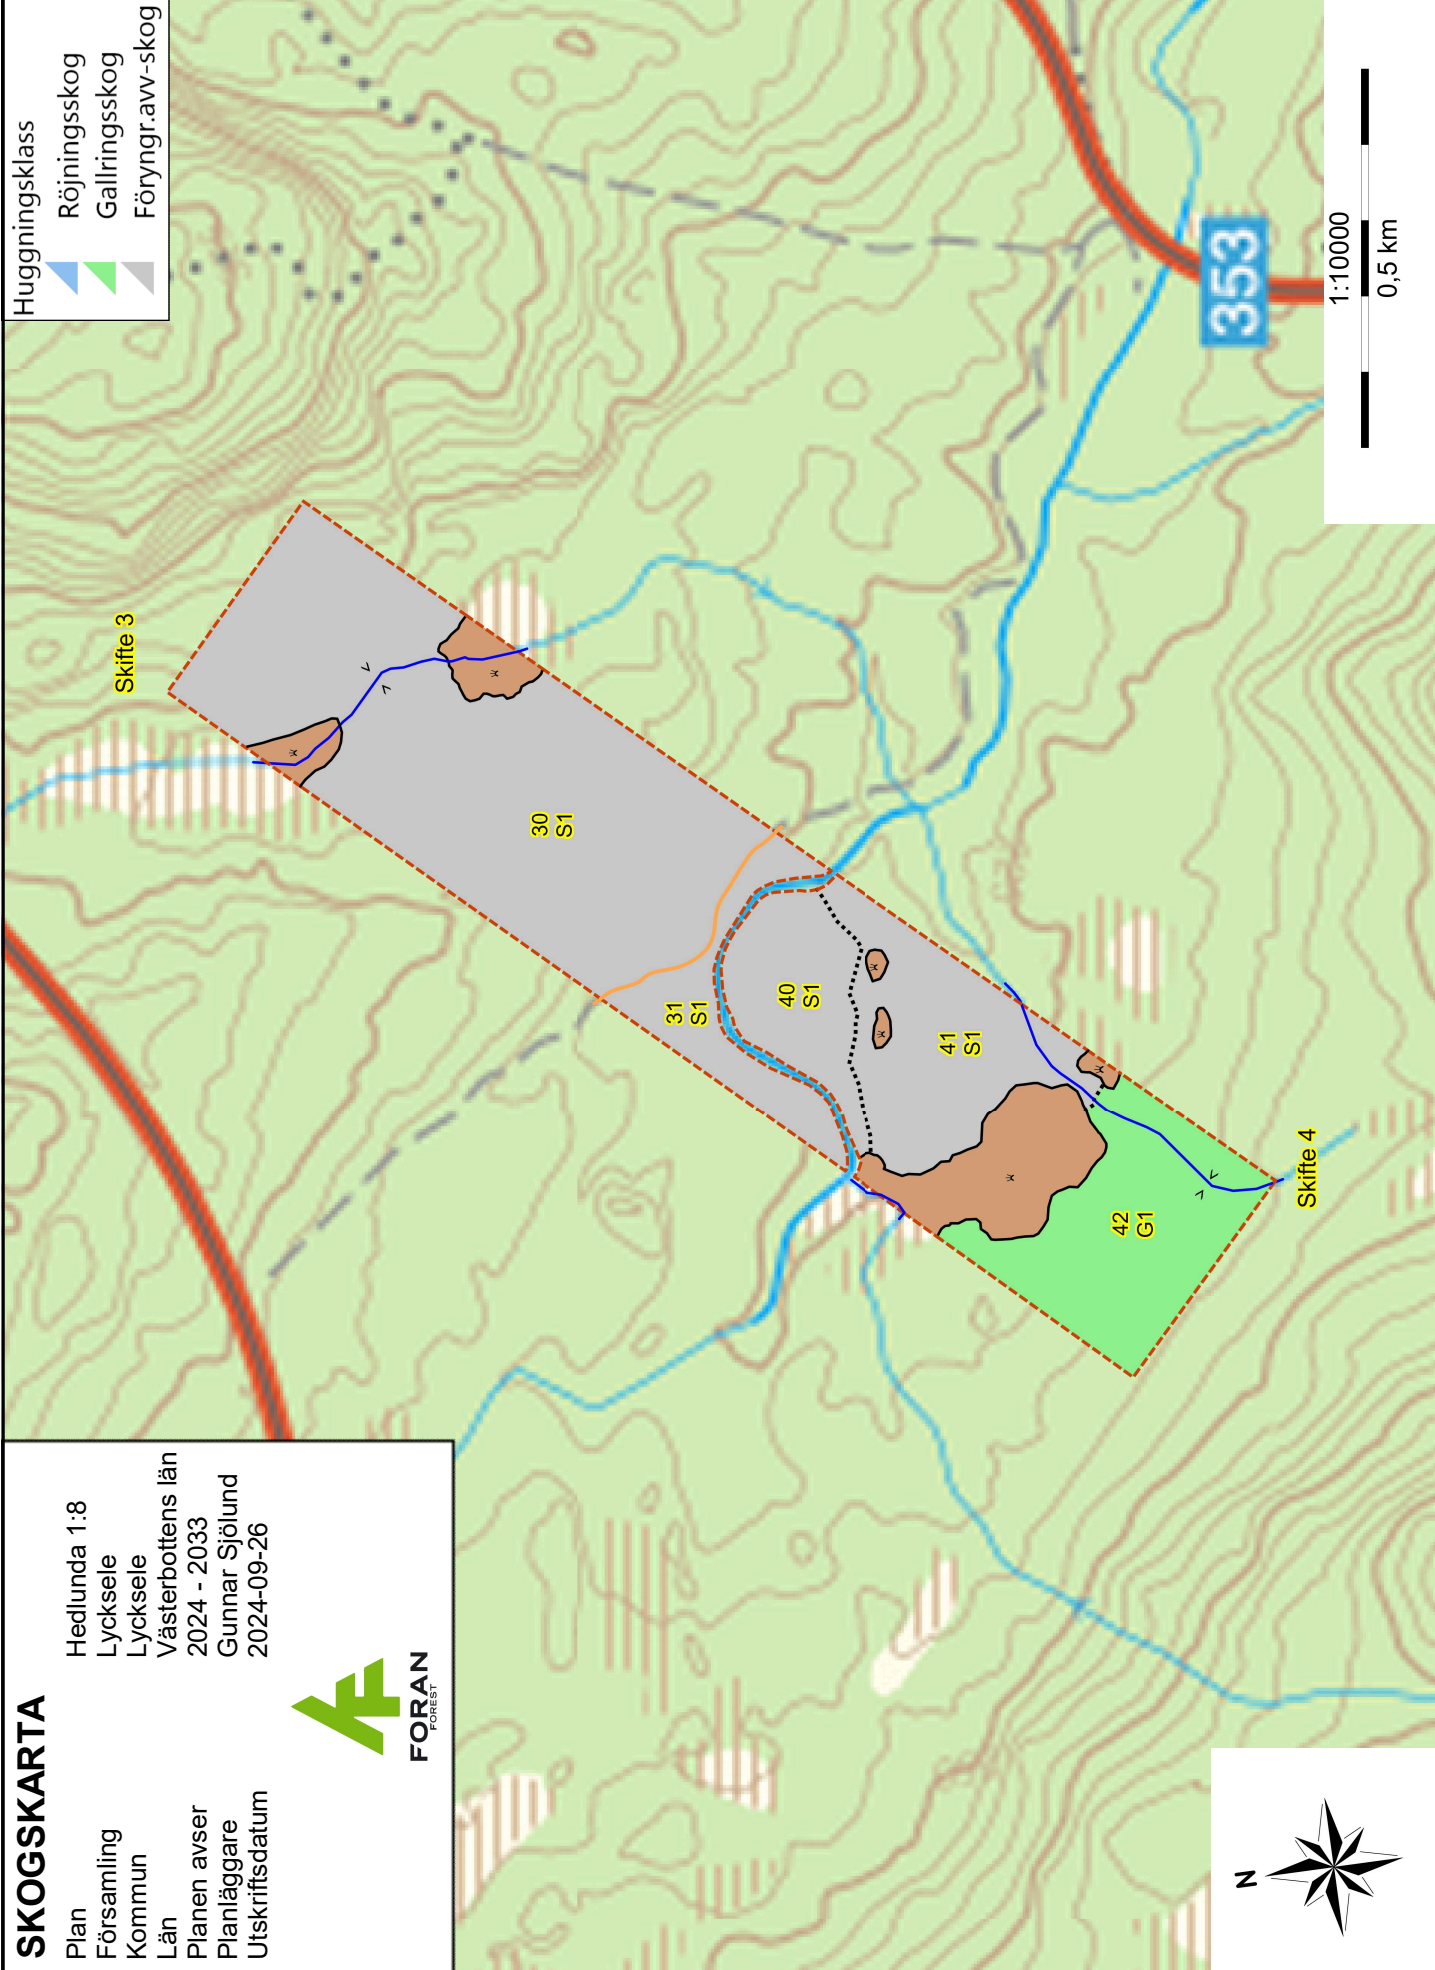 SKOGSKARTA
Plan Hedlunda 1:8
Församling Lycksele
Kommun Lycksele
Län Västerbottens län
Planen avser 2024 - 2033
Planläggare Gunnar Sjölund
Utskriftsdatum 2024-09-26
FORAN
FOREST
Huggningsklass
Röjningsskog
Gallringsskog
Föryngr.avv-skog
Skifte 3
30
S1
31
S1
40
S1
41
S1
42
G1
Skifte 4
353
1:10000
0,5 km
N